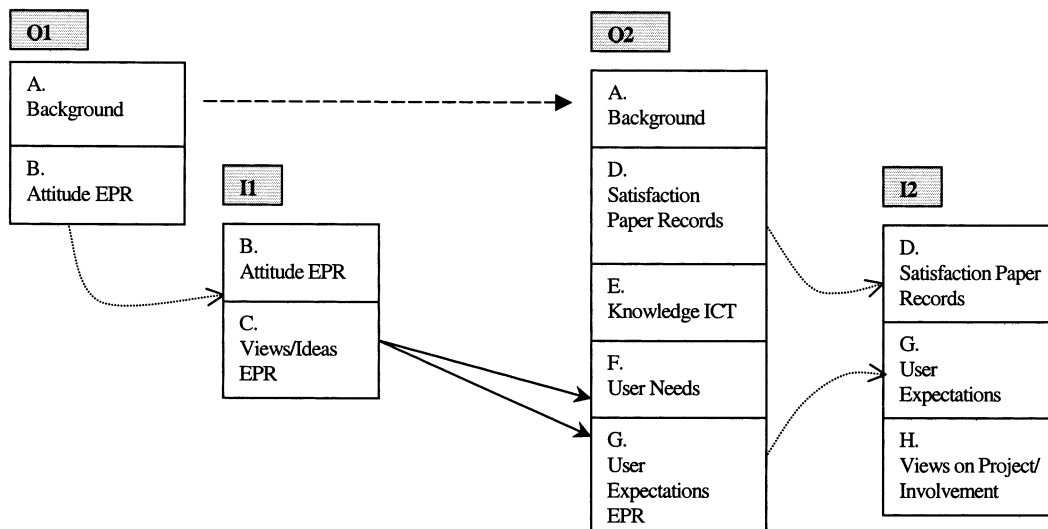 O1
A.
Background
B.
Attitude EPR
I1
B.
Attitude EPR
C.
Views/Ideas
EPR
O2
A.
Background
D.
Satisfaction
Paper Records
E.
Knowledge ICT
F.
User Needs
G.
User
Expectations
EPR
I2
D.
Satisfaction Paper
Records
G.
User
Expectations
H.
Views on Project/
Involvement